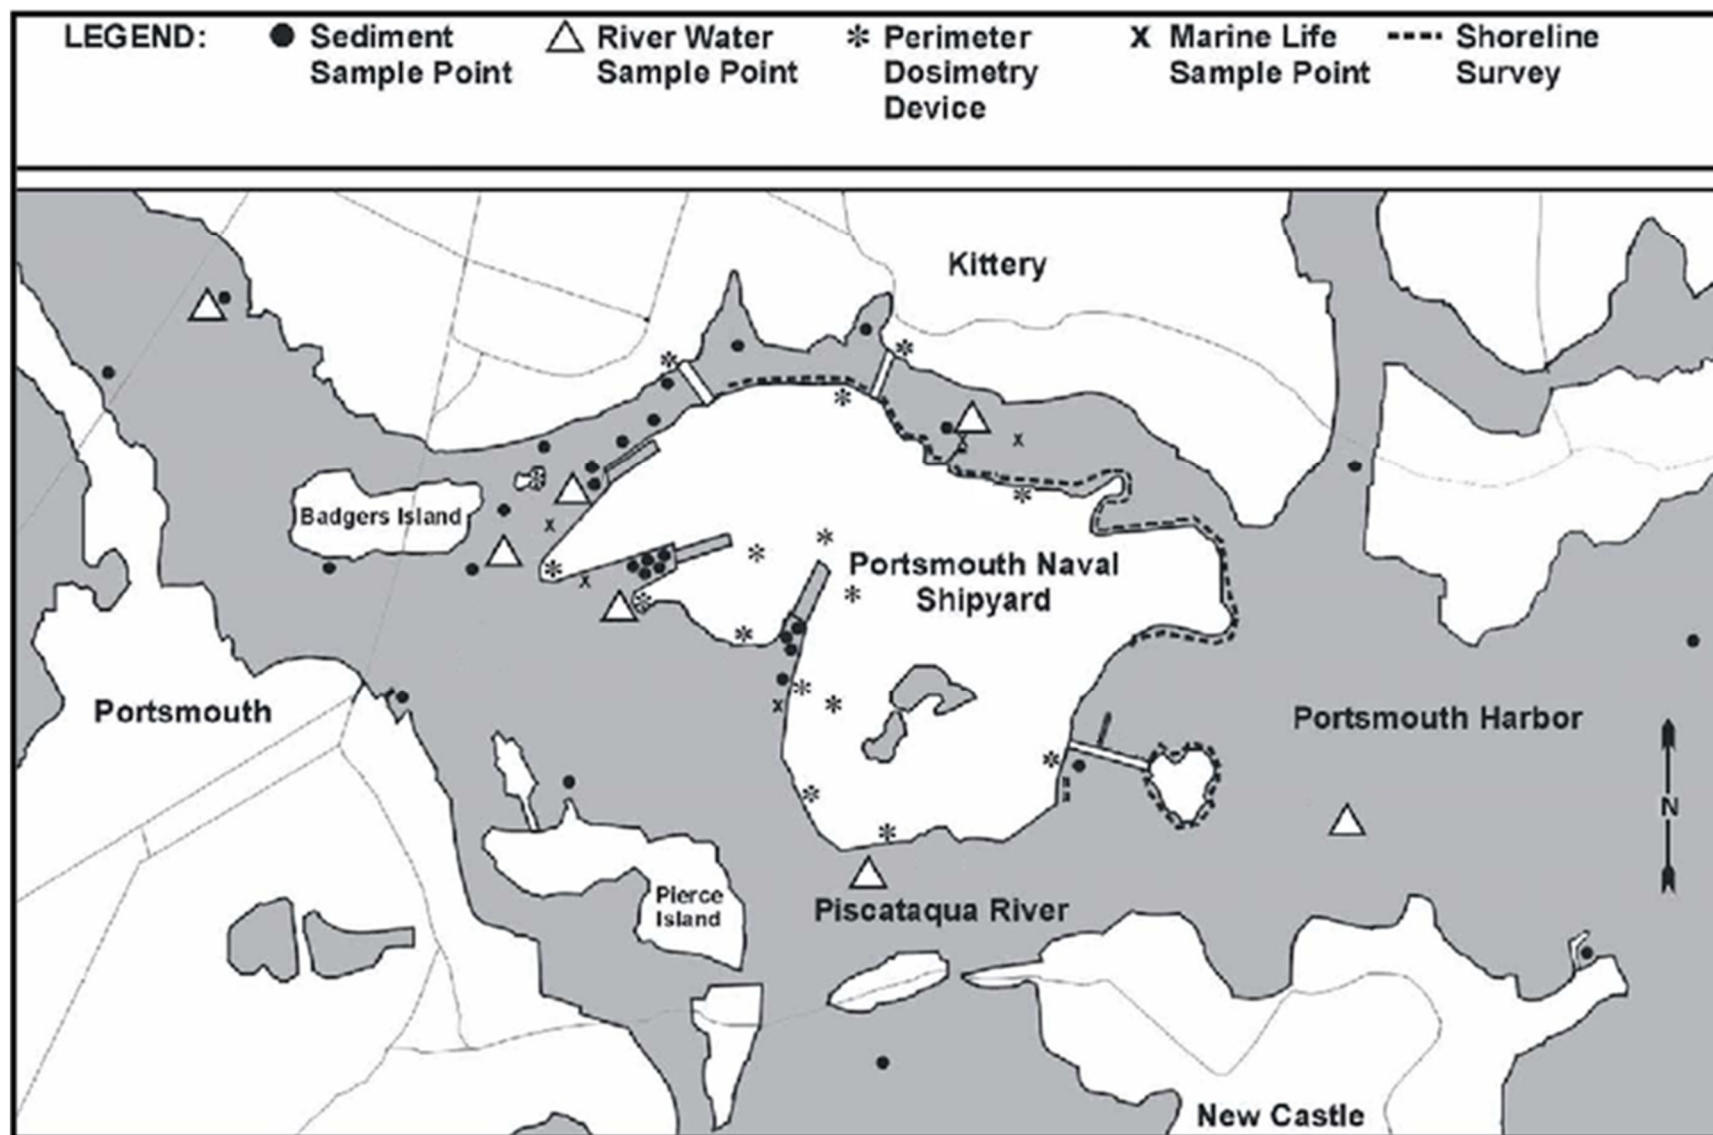 LEGEND:
Sediment
Sample Point
River Water
Sample Point
Perimeter
Dosimetry
Device
x Marine Life
Sample Point
Shoreline
Survey
Kittery
Badgers Island
Portsmouth Naval
Shipyard
Portsmouth
Portsmouth Harbor
N
Pierce
Island
Piscataqua River
New Castle